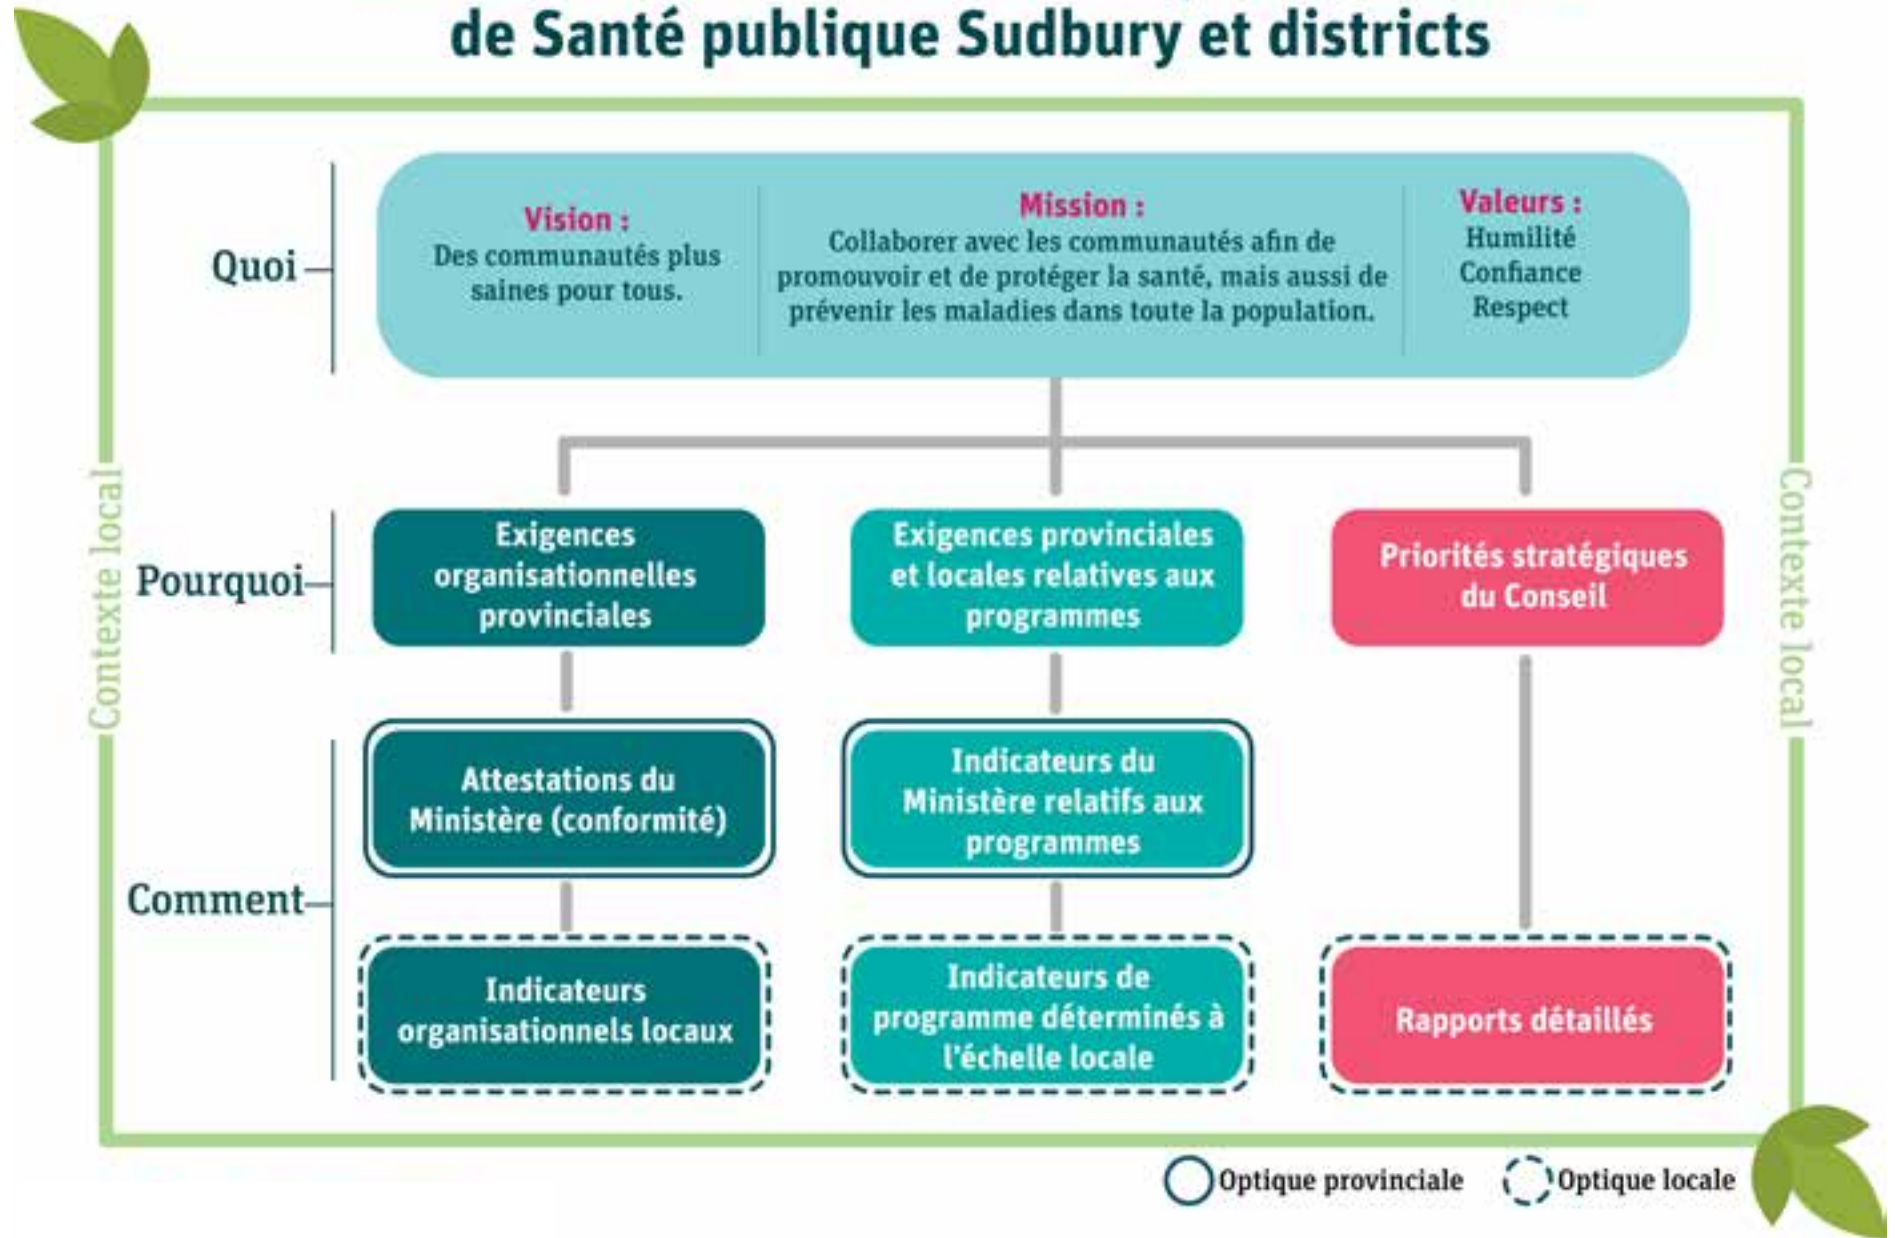 de Santé publique Sudbury et districts
Quoi
Vision :
Des communautés plus
saines pour tous.
Mission :
Collaborer avec les communautés afin de
promouvoir et de protéger la santé, mais aussi de
prévenir les maladies dans toute la population.
Valeurs :
Humilité
Confiance
Respect
Contexte local
Pourquoi
Exigences
organisationnelles
provinciales
Exigences provinciales
et locales relatives aux
programmes
Priorités stratégiques
du Conseil
Contexte local
Comment
Attestations du
Ministère (conformité)
Indicateurs du
Ministère relatifs aux
programmes
Indicateurs
organisationnels locaux
Indicateurs de
programme déterminés à
l'échelle locale
Rapports détaillés
Optique provinciale
Optique locale